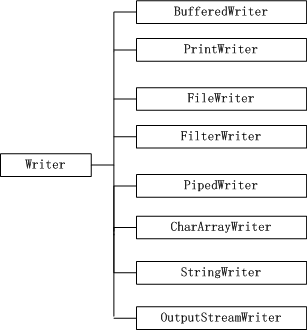 BufferedWriter
PrintWriter
FileWriter
FilterWriter
Writer
PipedWriter
CharArrayWriter
StringWriter
OutputStreamWriter